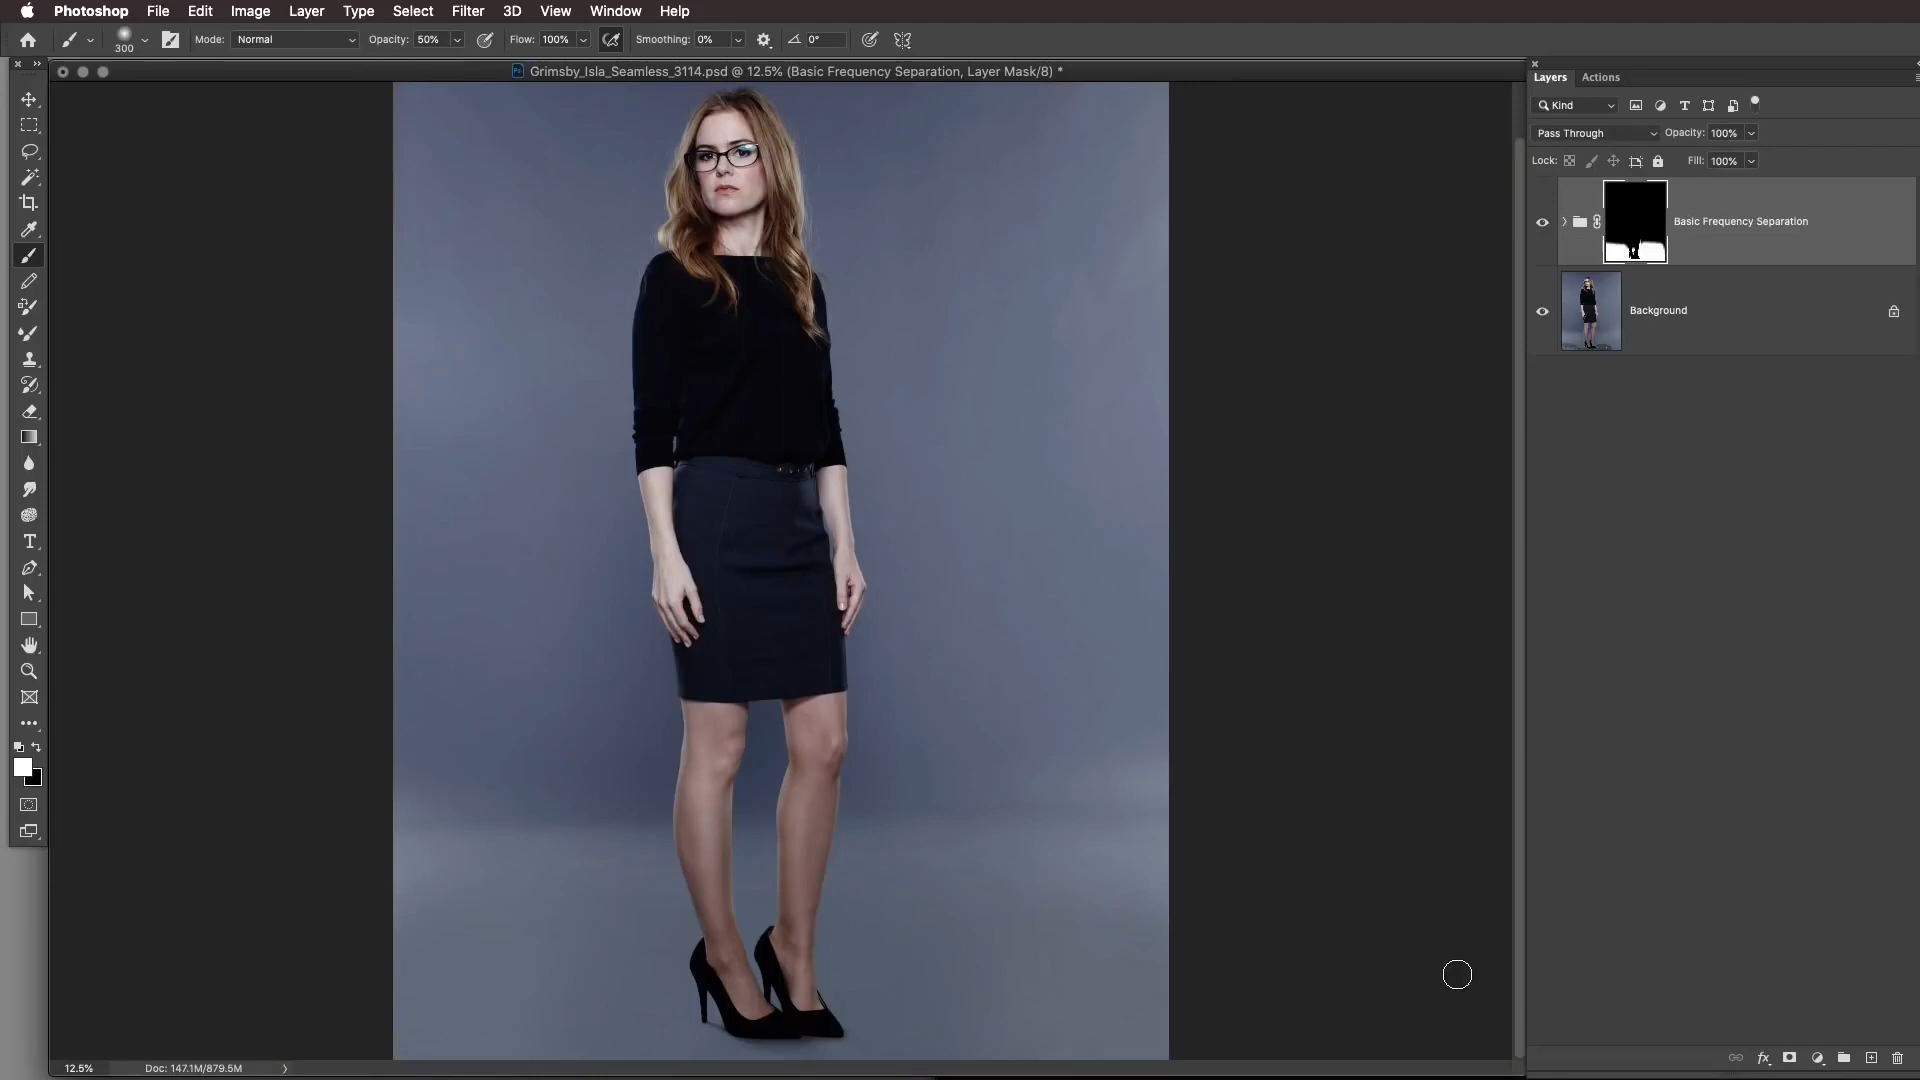 Photoshop File Edit Image Layer Type Select Filter 3D View Window Help
300 Mode: Normal Opacity: 50% Flow: 100% Smoothing: 0% 0°
Grimsby_Isla_Seamless_3114.psd @ 12.5% (Basic Frequency Separation, Layer Mask/8) *
Layers Actions
Kind
Pass Through Opacity: 100%
Lock: Fill: 100%
Basic Frequency Separation
Background
12.5% Doc: 147.1M/879.5M